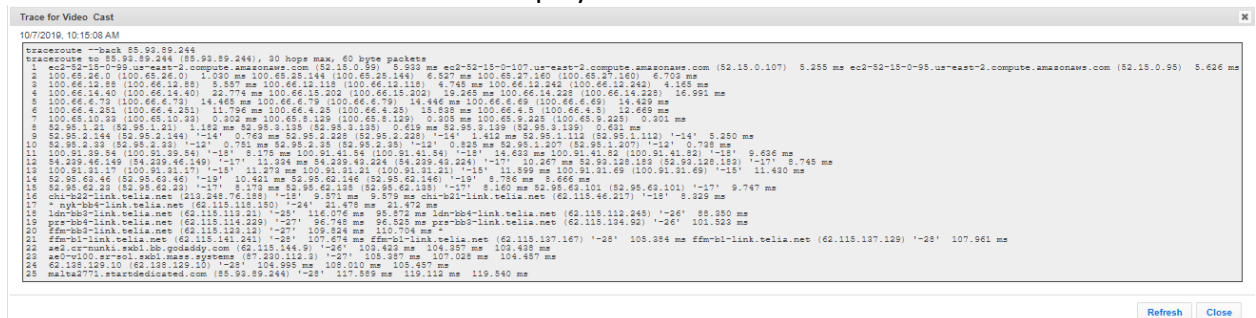 Trace for Video Cast
10/7/2019, 10:15:08 AM
traceroute --back 85.93.89.244
traceroute to 85.93.89.244 (85.93.89.244), 30 hops max, 60 byte packets
1 ec2-52-15-0-99.us-east-2.compute.amazonaws.com (52.15.0.99) 5.933 ms ec2-52-15-0-107.us-east-2.compute.amazonaws.com (52.15.0.107) 5.255 ms ec2-52-15-0-95.us-east-2.compute.amazonaws.com (52.15.0.95) 5.626 ms
2 100.65.26.0 (100.65.26.0) 1.030 ms 100.65.25.144 (100.65.25.144) 6.527 ms 100.65.27.160 (100.65.27.160) 6.703 ms
3 100.66.12.88 (100.66.12.88) 5.557 ms 100.66.12.118 (100.66.12.118) 4.745 ms 100.66.12.242 (100.66.12.242) 4.165 ms
4 100.66.14.40 (100.66.14.40) 22.774 ms 100.66.15.202 (100.66.15.202) 19.265 ms 100.66.14.228 (100.66.14.228) 16.991 ms
5 100.66.6.73 (100.66.6.73) 14.465 ms 100.66.6.79 (100.66.6.79) 14.446 ms 100.66.6.69 (100.66.6.69) 14.429 ms
6 100.66.4.251 (100.66.4.251) 11.796 ms 100.66.4.25 (100.66.4.25) 15.838 ms 100.66.4.5 (100.66.4.5) 12.669 ms
7 100.65.10.33 (100.65.10.33) 0.302 ms 100.65.8.129 (100.65.8.129) 0.305 ms 100.65.9.225 (100.65.9.225) 0.301 ms
8 52.95.1.21 (52.95.1.21) 1.182 ms 52.95.3.135 (52.95.3.135) 0.619 ms 52.95.3.139 (52.95.3.139) 0.631 ms
9 52.95.2.144 (52.95.2.144) '-14' 0.763 ms 52.95.2.228 (52.95.2.228) '-14' 1.412 ms 52.95.1.112 (52.95.1.112) '-14' 5.250 ms
10 52.95.2.33 (52.95.2.33) '-12' 0.751 ms 52.95.2.35 (52.95.2.35) '-12' 0.825 ms 52.95.1.207 (52.95.1.207) '-12' 0.738 ms
11 100.91.39.54 (100.91.39.54) '-18' 8.175 ms 100.91.41.54 (100.91.41.54) '-18' 14.633 ms 100.91.41.82 (100.91.41.82) '-18' 9.636 ms
12 54.239.46.149 (54.239.46.149) '-17' 11.334 ms 54.239.43.224 (54.239.43.224) '-17' 10.267 ms 52.93.128.183 (52.93.128.183) '-17' 8.745 ms
13 100.91.31.17 (100.91.31.17) '-15' 11.273 ms 100.91.31.21 (100.91.31.21) '-15' 11.599 ms 100.91.31.69 (100.91.31.69) '-15' 11.430 ms
14 52.95.63.46 (52.95.63.46) '-19' 10.421 ms 52.95.62.146 (52.95.62.146) '-19' 8.786 ms 8.666 ms
15 52.95.62.23 (52.95.62.23) '-17' 8.173 ms 52.95.62.135 (52.95.62.135) '-17' 8.160 ms 52.95.63.101 (52.95.63.101) '-17' 9.747 ms
16 chi-b22-link.telia.net (213.248.76.188) '-18' 9.571 ms 9.579 ms chi-b21-link.telia.net (62.115.46.217) '-18' 8.329 ms
17 * nyk-bb4-link.telia.net (62.115.118.150) '-24' 21.478 ms 21.472 ms
18 ldn-bb3-link.telia.net (62.115.113.21) '-25' 116.076 ms 95.872 ms ldn-bb4-link.telia.net (62.115.112.245) '-26' 88.350 ms
19 prs-bb4-link.telia.net (62.115.114.229) '-27' 96.748 ms 96.525 ms prs-bb3-link.telia.net (62.115.134.92) '-26' 101.523 ms
20 ffm-bb3-link.telia.net (62.115.123.12) '-27' 109.824 ms 110.704 ms *
21 ffm-b1-link.telia.net (62.115.141.241) '-28' 107.674 ms ffm-b1-link.telia.net (62.115.137.167) '-28' 105.384 ms ffm-b1-link.telia.net (62.115.137.129) '-28' 107.961 ms
22 ae2.cr-nunki.sxb1.bb.godaddy.com (62.115.144.9) '-26' 103.423 ms 104.357 ms 103.438 ms
23 ae0-v100.sr-sol.sxb1.mass.systems (87.230.112.3) '-27' 105.387 ms 107.028 ms 104.457 ms
24 62.138.129.10 (62.138.129.10) '-28' 104.995 ms 108.010 ms 105.457 ms
25 malta2771.startdedicated.com (85.93.89.244) '-28' 117.589 ms 119.112 ms 119.540 ms
Refresh Close